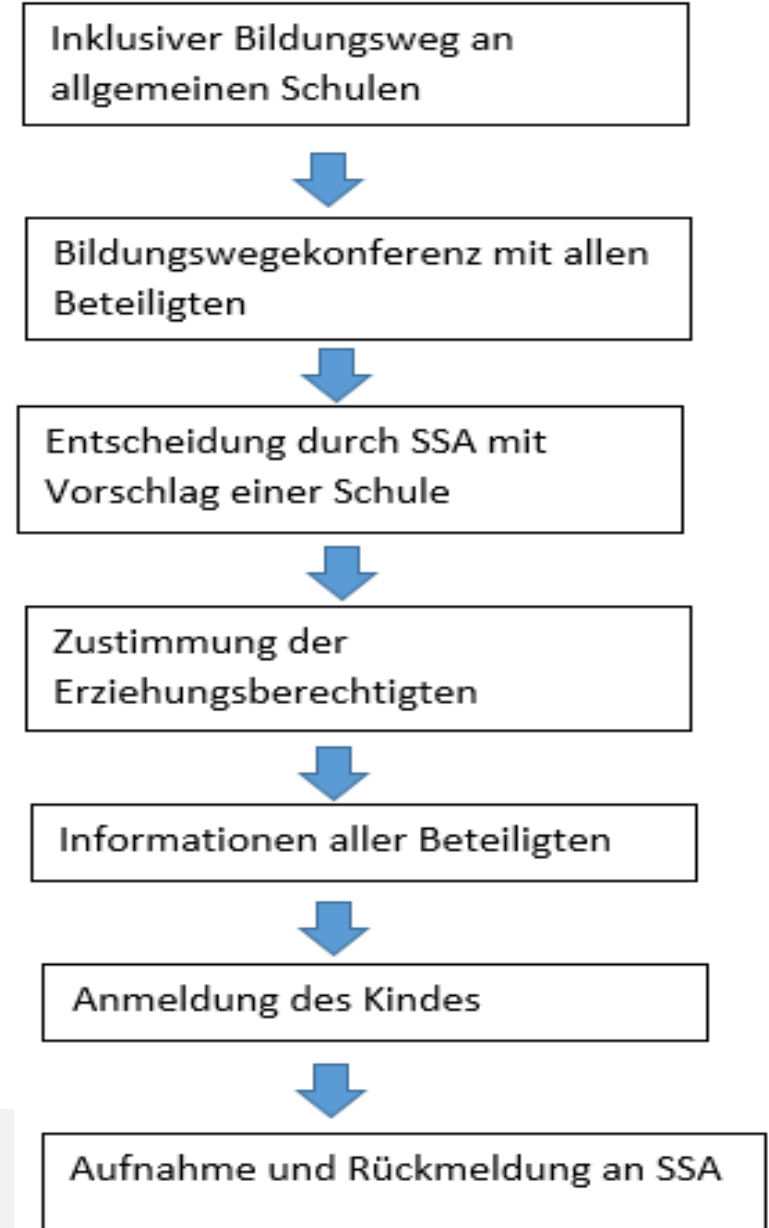 Inklusiver Bildungsweg an
allgemeinen Schulen
Bildungswegekonferenz mit allen
Beteiligten
Entscheidung durch SSA mit
Vorschlag einer Schule
Zustimmung der
Erziehungsberechtigten
Informationen aller Beteiligten
Anmeldung des Kindes
Aufnahme und Rückmeldung an SSA